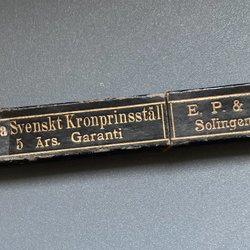 a Svenskt Kronprinsstål
5 Års. Garanti
E. P. &
Solingen